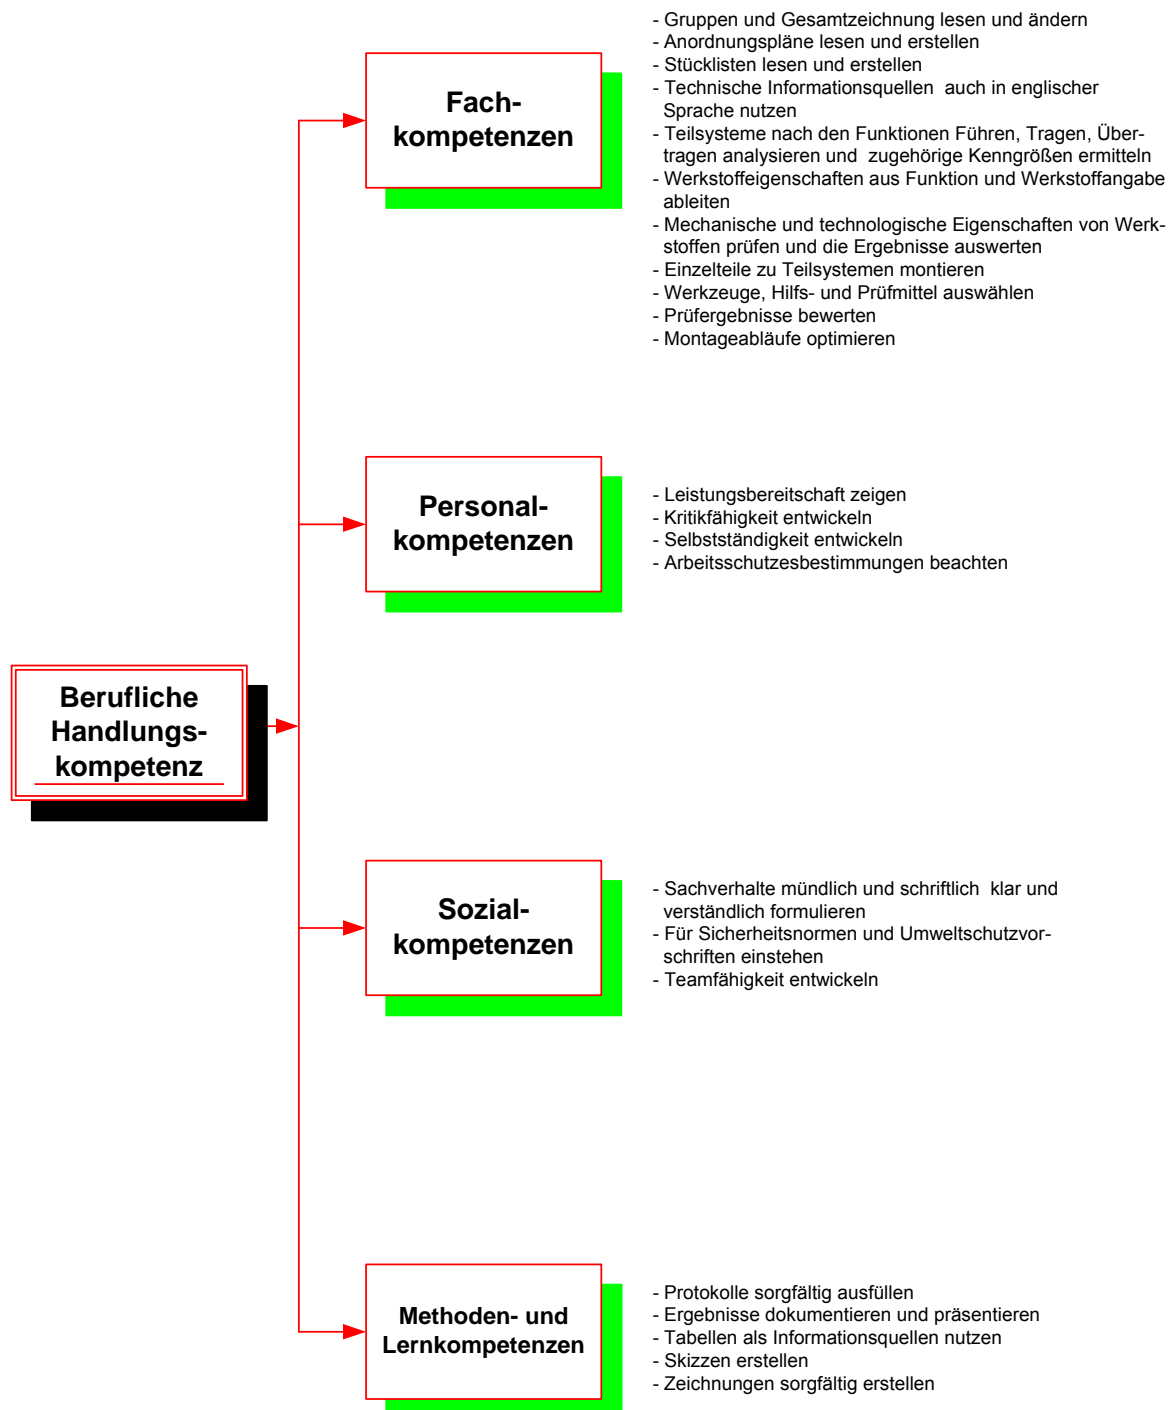 Fach-
kompetenzen
- Gruppen und Gesamtzeichnung lesen und ändern
- Anordnungspläne lesen und erstellen
- Stücklisten lesen und erstellen
- Technische Informationsquellen  auch in englischer
Sprache nutzen
- Teilsysteme nach den Funktionen Führen, Tragen, Über-
tragen analysieren und  zugehörige Kenngrößen ermitteln
- Werkstoffeigenschaften aus Funktion und Werkstoffangabe
ableiten
- Mechanische und technologische Eigenschaften von Werk-
stoffen prüfen und die Ergebnisse auswerten
- Einzelteile zu Teilsystemen montieren
- Werkzeuge, Hilfs- und Prüfmittel auswählen
- Prüfergebnisse bewerten
- Montageabläufe optimieren
Personal-
kompetenzen
- Leistungsbereitschaft zeigen
- Kritikfähigkeit entwickeln
- Selbstständigkeit entwickeln
- Arbeitsschutzesbestimmungen beachten
Berufliche
Handlungs-
kompetenz
Sozial-
kompetenzen
- Sachverhalte mündlich und schriftlich  klar und
verständlich formulieren
- Für Sicherheitsnormen und Umweltschutzvor-
schriften einstehen
- Teamfähigkeit entwickeln
Methoden- und
Lernkompetenzen
- Protokolle sorgfältig ausfüllen
- Ergebnisse dokumentieren und präsentieren
- Tabellen als Informationsquellen nutzen
- Skizzen erstellen
- Zeichnungen sorgfältig erstellen